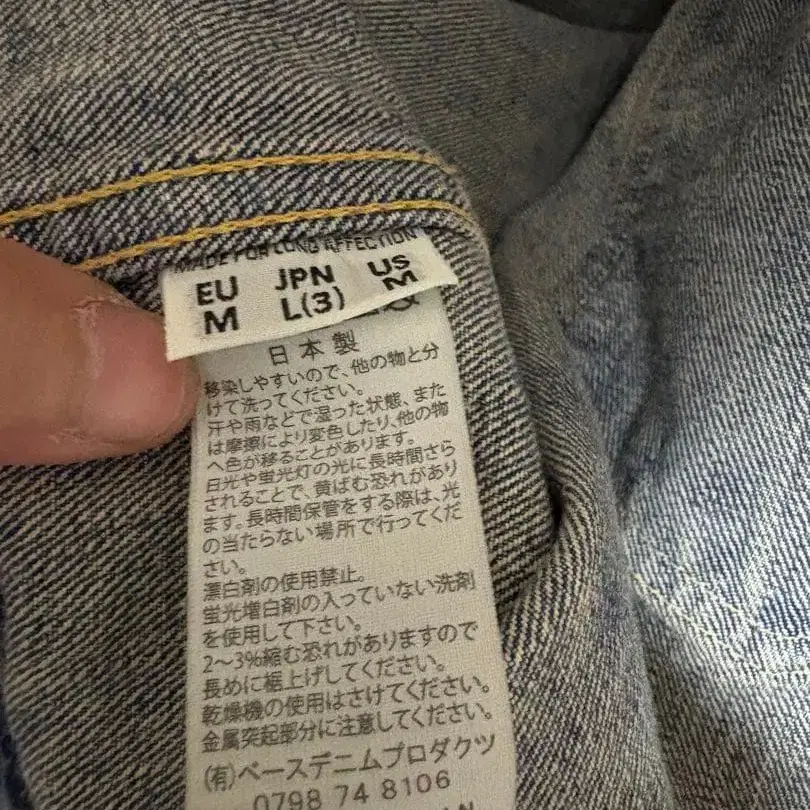 MADE FOR LONG AFFECTION
EU JPN US
M L(3) M
日本製
移染しやすいので、他の物と分
けて洗ってください。
汗や雨などで湿った状態、また
は摩擦により変色したり、他の物
へ色が移ることがあります。
日光や蛍光灯の光に長時間さら
されることで、黄ばむ恐れがあり
ます。長時間保管をする際は、光
の当たらない場所で行ってくだ
さい。
漂白剤の使用禁止。
蛍光増白剤の入っていない洗剤
を使用して下さい。
2〜3%縮む恐れがありますので
長めに裾上げしてください。
乾燥機の使用はさけてください。
金属突起部分に注意してください。
(有)ベースデニムプロダクツ
0798 74 8106